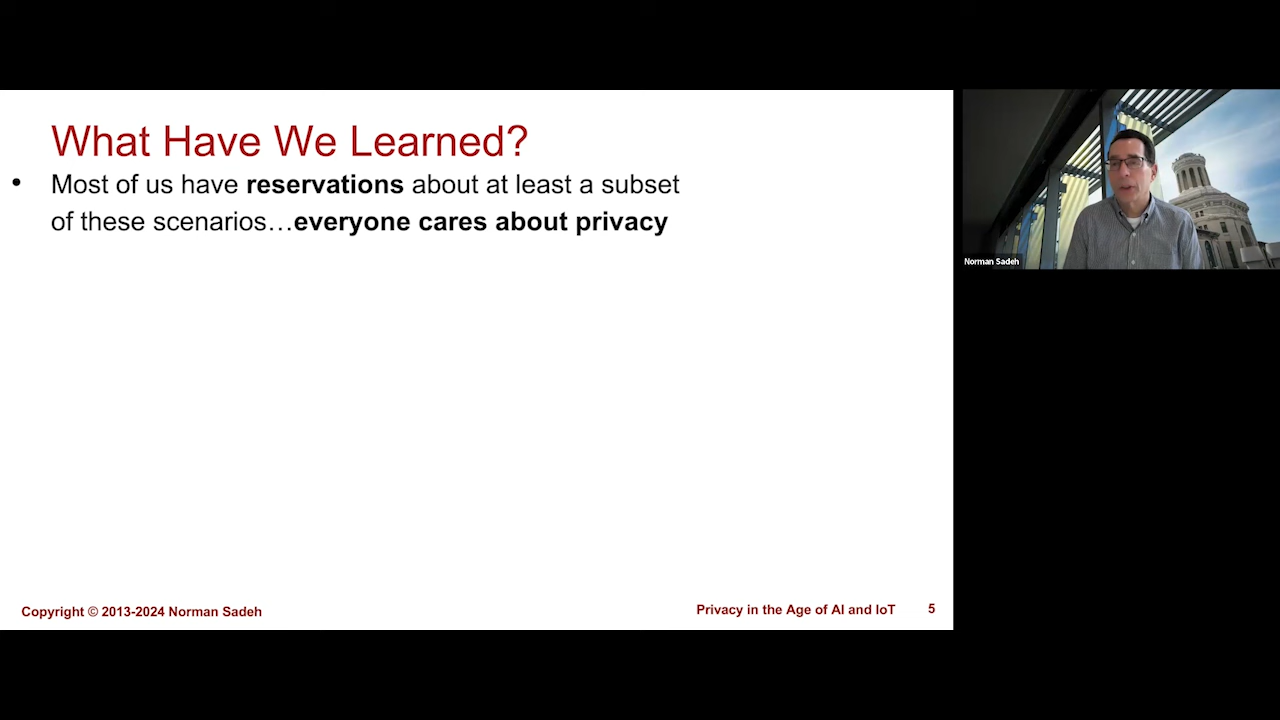 What Have We Learned?
• Most of us have reservations about at least a subset
of these scenarios…everyone cares about privacy
Copyright © 2013-2024 Norman Sadeh
Privacy in the Age of AI and IoT 5
Norman Sadeh